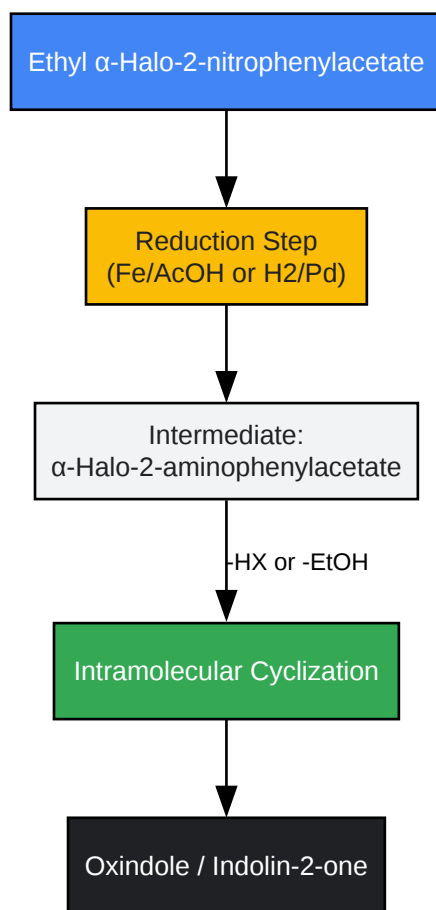 Ethyl α-Halo-2-nitrophenylacetate
Reduction Step
(Fe/AcOH or H2/Pd)
Intermediate:
α-Halo-2-aminophenylacetate
-HX or -EtOH
Intramolecular Cyclization
Oxindole / Indolin-2-one